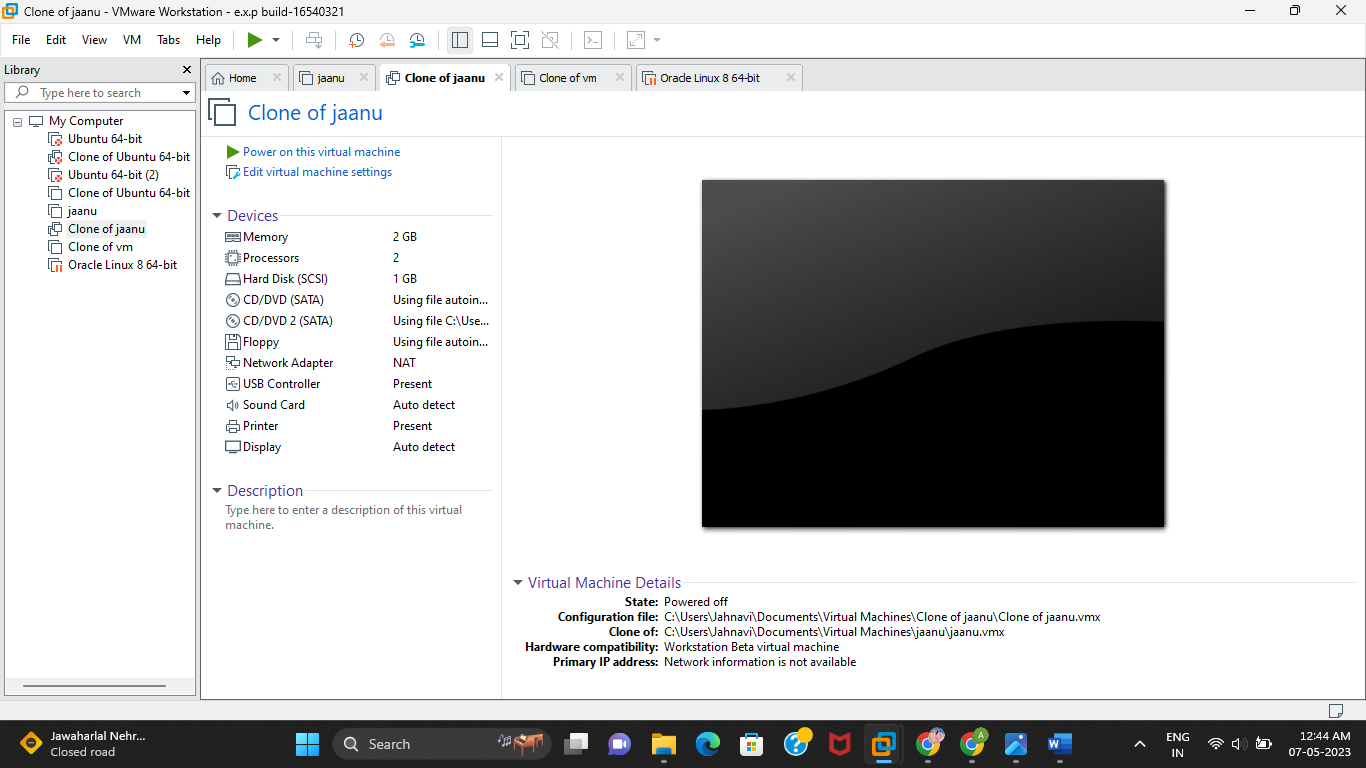 Clone of jaanu - VMware Workstation - e.x.p build-16540321
File Edit View VM Tabs Help
Library
Type here to search
My Computer
Ubuntu 64-bit
Clone of Ubuntu 64-bit
Ubuntu 64-bit (2)
Clone of Ubuntu 64-bit
jaanu
Clone of jaanu
Clone of vm
Oracle Linux 8 64-bit
Home jaanu Clone of jaanu Clone of vm Oracle Linux 8 64-bit
Clone of jaanu
Power on this virtual machine
Edit virtual machine settings
Devices
Memory 2 GB
Processors 2
Hard Disk (SCSI) 1 GB
CD/DVD (SATA) Using file autoin...
CD/DVD 2 (SATA) Using file C:\Use...
Floppy Using file autoin...
Network Adapter NAT
USB Controller Present
Sound Card Auto detect
Printer Present
Display Auto detect
Description
Type here to enter a description of this virtual
machine.
Virtual Machine Details
State: Powered off
Configuration file: C:\Users\Jahnavi\Documents\Virtual Machines\Clone of jaanu\Clone of jaanu.vmx
Clone of: C:\Users\Jahnavi\Documents\Virtual Machines\jaanu\jaanu.vmx
Hardware compatibility: Workstation Beta virtual machine
Primary IP address: Network information is not available
Jawaharlal Nehr...
Closed road
Search
A
W
ENG
IN
12:44 AM
07-05-2023